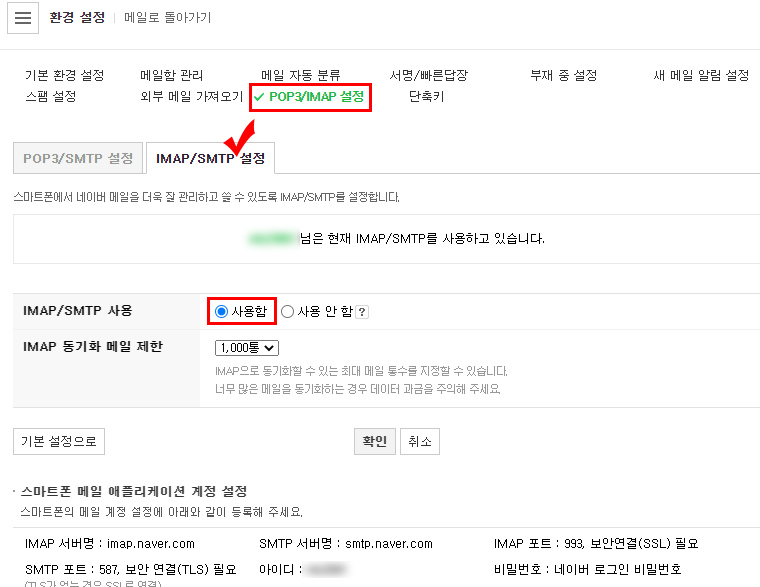 환경 설정 | 메일로 돌아가기
기본 환경 설정 메일함 관리 메일 자동 분류 서명/빠른답장 부재 중 설정 새 메일 알림 설정
스팸 설정 외부 메일 가져오기 ✓ POP3/IMAP 설정 단축키
POP3/SMTP 설정 IMAP/SMTP 설정
스마트폰에서 네이버 메일을 더욱 잘 관리하고 쓸 수 있도록 IMAP/SMTP를 설정합니다.
님은 현재 IMAP/SMTP를 사용하고 있습니다.
IMAP/SMTP 사용 사용함 사용 안 함 ?
IMAP 동기화 메일 제한 1,000통
IMAP으로 동기화할 수 있는 최대 메일 통수를 지정할 수 있습니다.
너무 많은 메일을 동기화하는 경우 데이터 과금을 주의해 주세요.
기본 설정으로 확인 취소
· 스마트폰 메일 애플리케이션 계정 설정
스마트폰의 메일 계정 설정에 아래와 같이 등록해 주세요.
IMAP 서버명 : imap.naver.com SMTP 서버명 : smtp.naver.com IMAP 포트 : 993, 보안연결(SSL) 필요
SMTP 포트 : 587, 보안 연결(TLS) 필요 아이디 : 비밀번호 : 네이버 로그인 비밀번호
(TLS가 없는 경우 SSL로 연결)